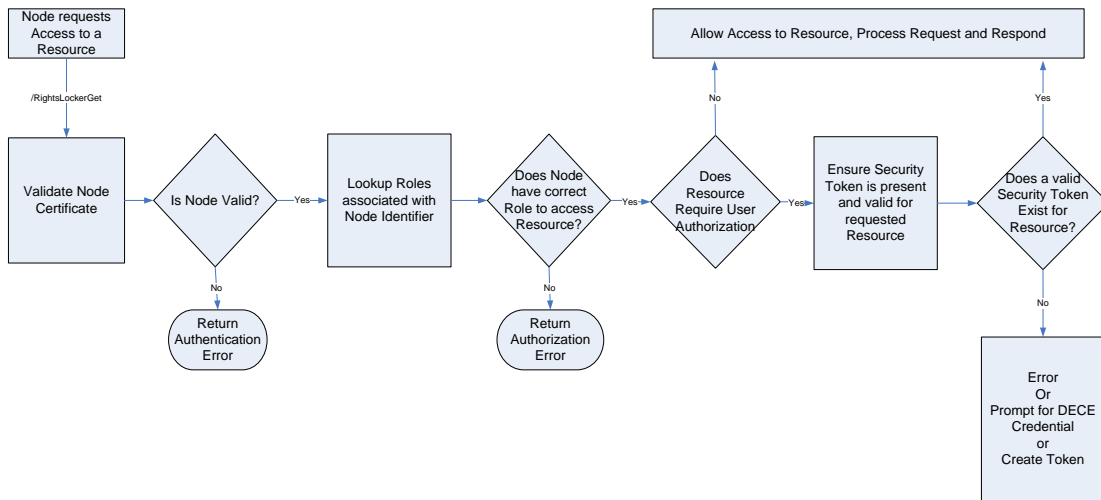 Node requests
Access to a
Resource
Allow Access to Resource, Process Request and Respond
/RightsLockerGet
No
Yes
Validate Node
Certificate
Is Node Valid?
Yes
Lookup Roles
associated with
Node Identifier
Does Node
have correct
Role to access
Resource?
Yes
Does
Resource
Require User
Authorization
Yes
Ensure Security
Token is present
and valid for
requested
Resource
Does a valid
Security Token
Exist for
Resource?
No
No
No
Return
Authentication
Error
Return
Authorization
Error
Error
Or
Prompt for DECE
Credential
or
Create Token